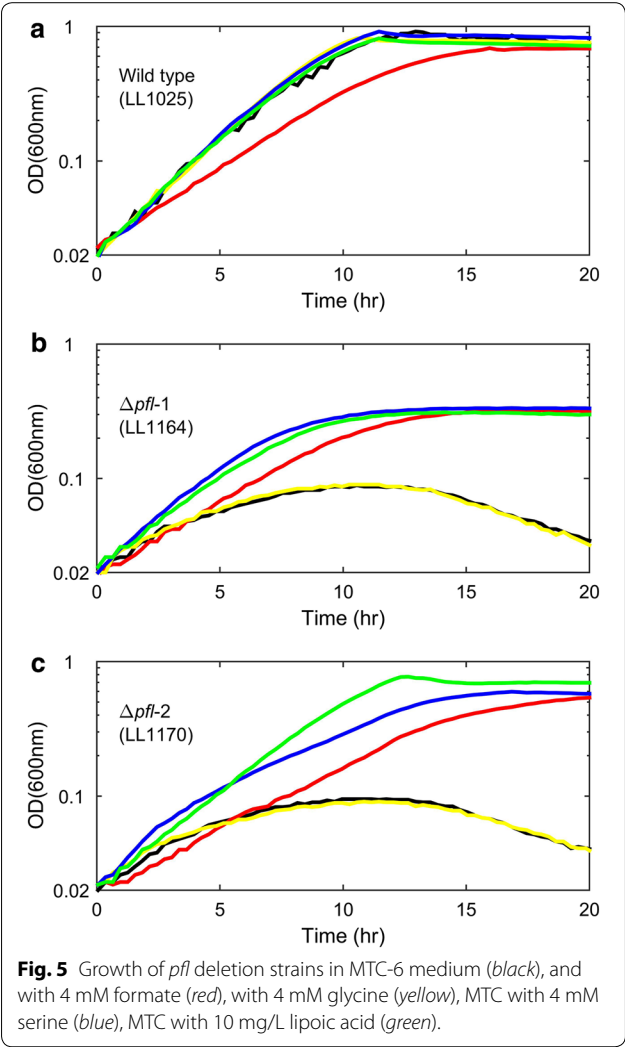 a
1
Wild type
(LL1025)
OD(600nm)
0.1
0.02
0 5 10 15 20
Time (hr)
b
1
Δpfl-1
(LL1164)
OD(600nm)
0.1
0.02
0 5 10 15 20
Time (hr)
c
1
Δpfl-2
(LL1170)
OD(600nm)
0.1
0.02
0 5 10 15 20
Time (hr)
Fig. 5 Growth of pfl deletion strains in MTC-6 medium (black), and
with 4 mM formate (red), with 4 mM glycine (yellow), MTC with 4 mM
serine (blue), MTC with 10 mg/L lipoic acid (green).